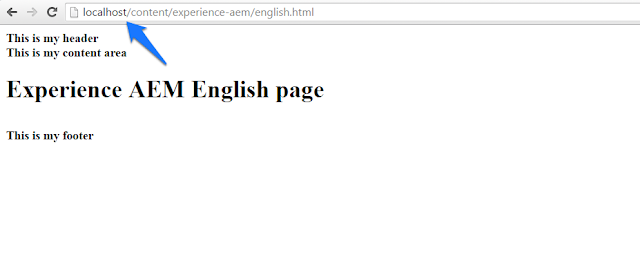 localhost/content/experience-aem/english.html
This is my header
This is my content area
Experience AEM English page
This is my footer